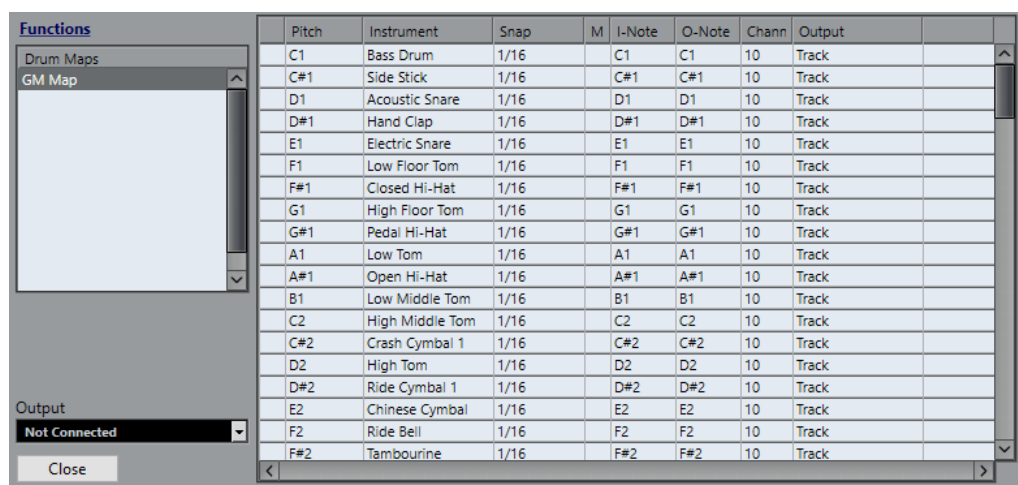 Functions
Drum Maps
GM Map
Output
Not Connected
Close
Pitch Instrument Snap M I-Note O-Note Chann Output
C1 Bass Drum 1/16 C1 C1 10 Track
C#1 Side Stick 1/16 C#1 C#1 10 Track
D1 Acoustic Snare 1/16 D1 D1 10 Track
D#1 Hand Clap 1/16 D#1 D#1 10 Track
E1 Electric Snare 1/16 E1 E1 10 Track
F1 Low Floor Tom 1/16 F1 F1 10 Track
F#1 Closed Hi-Hat 1/16 F#1 F#1 10 Track
G1 High Floor Tom 1/16 G1 G1 10 Track
G#1 Pedal Hi-Hat 1/16 G#1 G#1 10 Track
A1 Low Tom 1/16 A1 A1 10 Track
A#1 Open Hi-Hat 1/16 A#1 A#1 10 Track
B1 Low Middle Tom 1/16 B1 B1 10 Track
C2 High Middle Tom 1/16 C2 C2 10 Track
C#2 Crash Cymbal 1 1/16 C#2 C#2 10 Track
D2 High Tom 1/16 D2 D2 10 Track
D#2 Ride Cymbal 1 1/16 D#2 D#2 10 Track
E2 Chinese Cymbal 1/16 E2 E2 10 Track
F2 Ride Bell 1/16 F2 F2 10 Track
F#2 Tambourine 1/16 F#2 F#2 10 Track